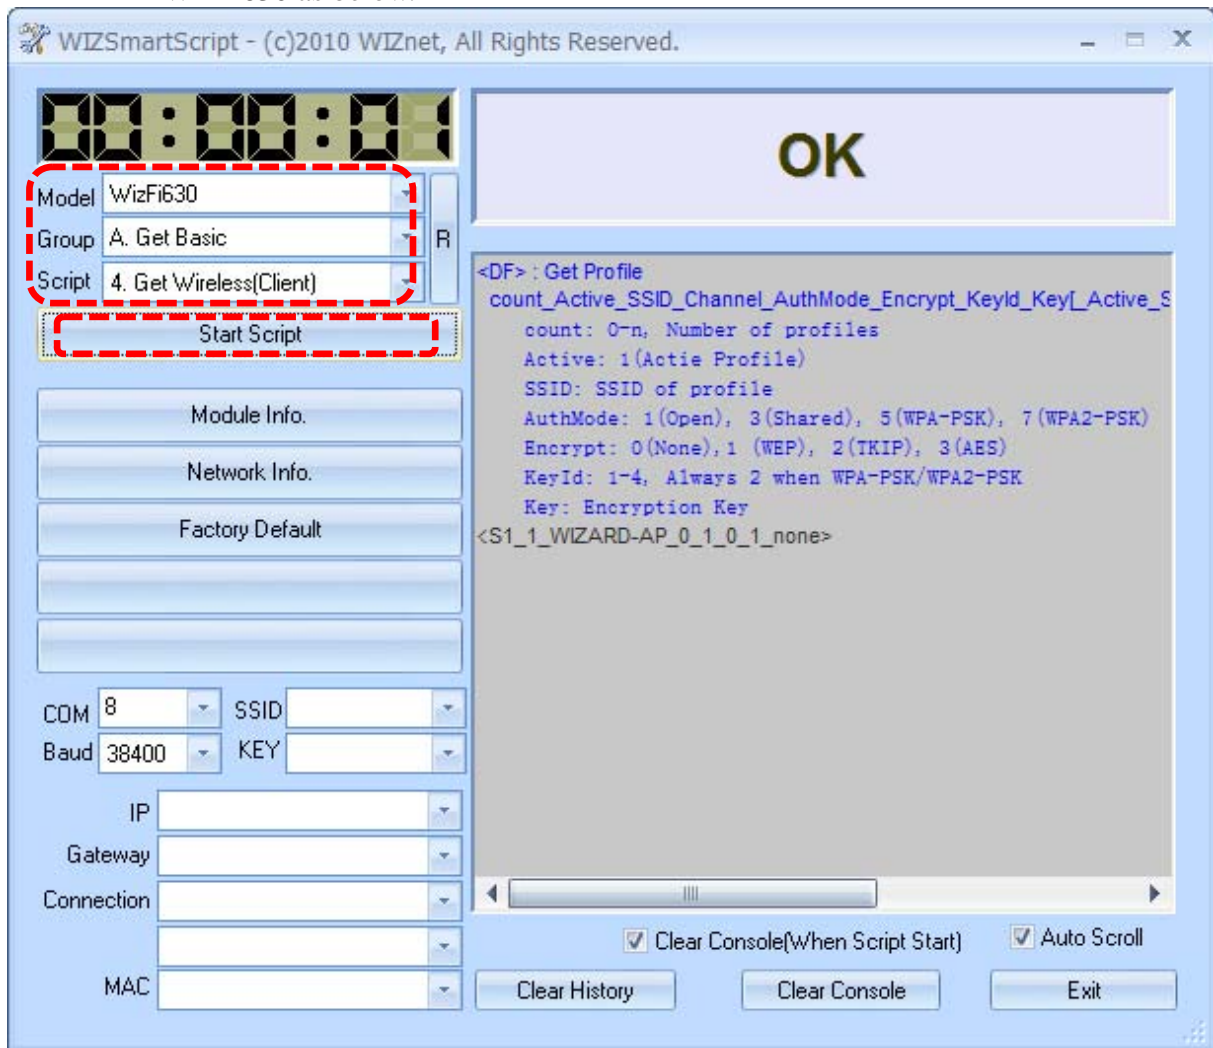 WIZSmartScript - (c)2010 WIZnet, All Rights Reserved.
00:00:01
OK
Model WizFi630
Group A. Get Basic
R
Script 4. Get Wireless(Client)
Start Script
Module Info.
Network Info.
Factory Default
COM 8 SSID
Baud 38400 KEY
IP
Gateway
Connection
MAC
<DF> : Get Profile
count_Active_SSID_Channel_AuthMode_Encrypt_KeyId_Key[_Active_S
count: 0-n, Number of profiles
Active: 1(Actie Profile)
SSID: SSID of profile
AuthMode: 1(Open), 3(Shared), 5(WPA-PSK), 7(WPA2-PSK)
Encrypt: 0(None),1 (WEP), 2(TKIP), 3(AES)
KeyId: 1-4, Always 2 when WPA-PSK/WPA2-PSK
Key: Encryption Key
<S1_1_WIZARD-AP_0_1_0_1_none>
Clear Console(When Script Start) Auto Scroll
Clear History Clear Console Exit